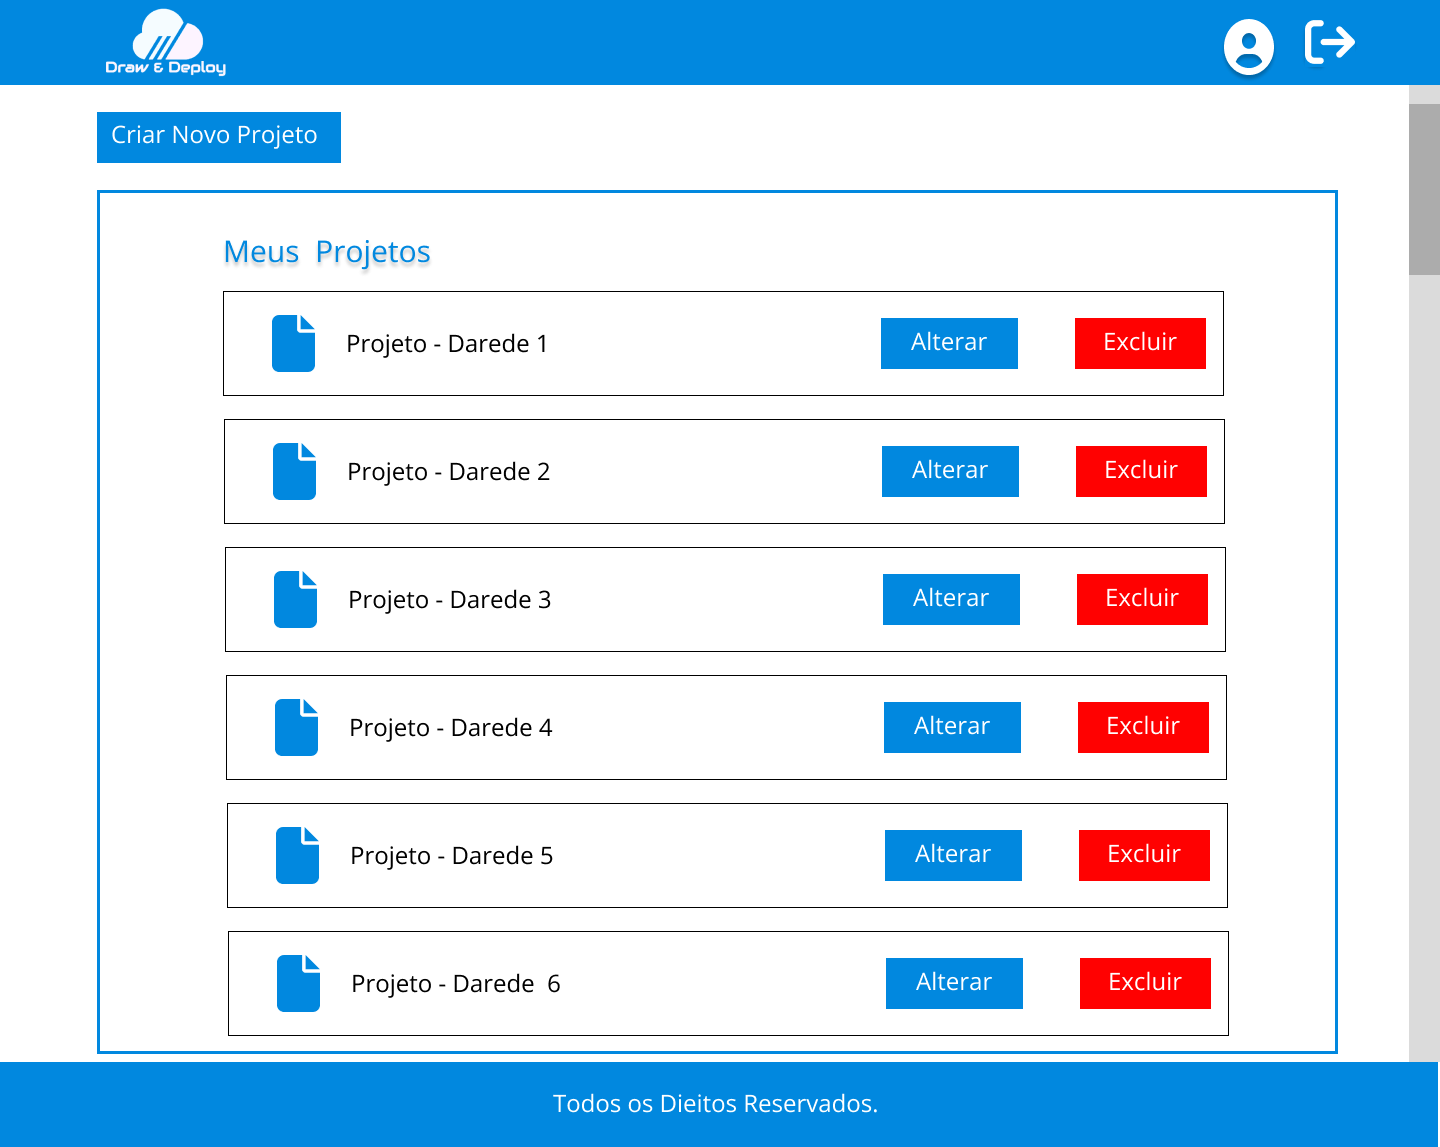 Draw & Deploy
Criar Novo Projeto
Meus Projetos
Projeto - Darede 1 Alterar Excluir
Projeto - Darede 2 Alterar Excluir
Projeto - Darede 3 Alterar Excluir
Projeto - Darede 4 Alterar Excluir
Projeto - Darede 5 Alterar Excluir
Projeto - Darede 6 Alterar Excluir
Todos os Dieitos Reservados.